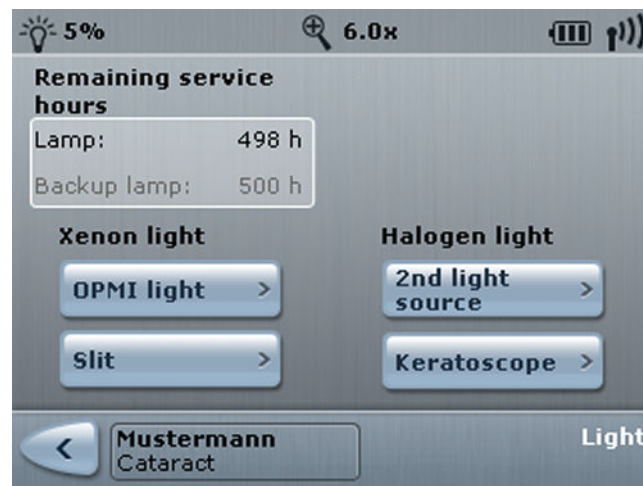 5%
6.0x
Remaining service
hours
Lamp: 498 h
Backup lamp: 500 h
Xenon light
Halogen light
OPMI light >
2nd light
source >
Slit >
Keratoscope >
<
Mustermann
Cataract
Light